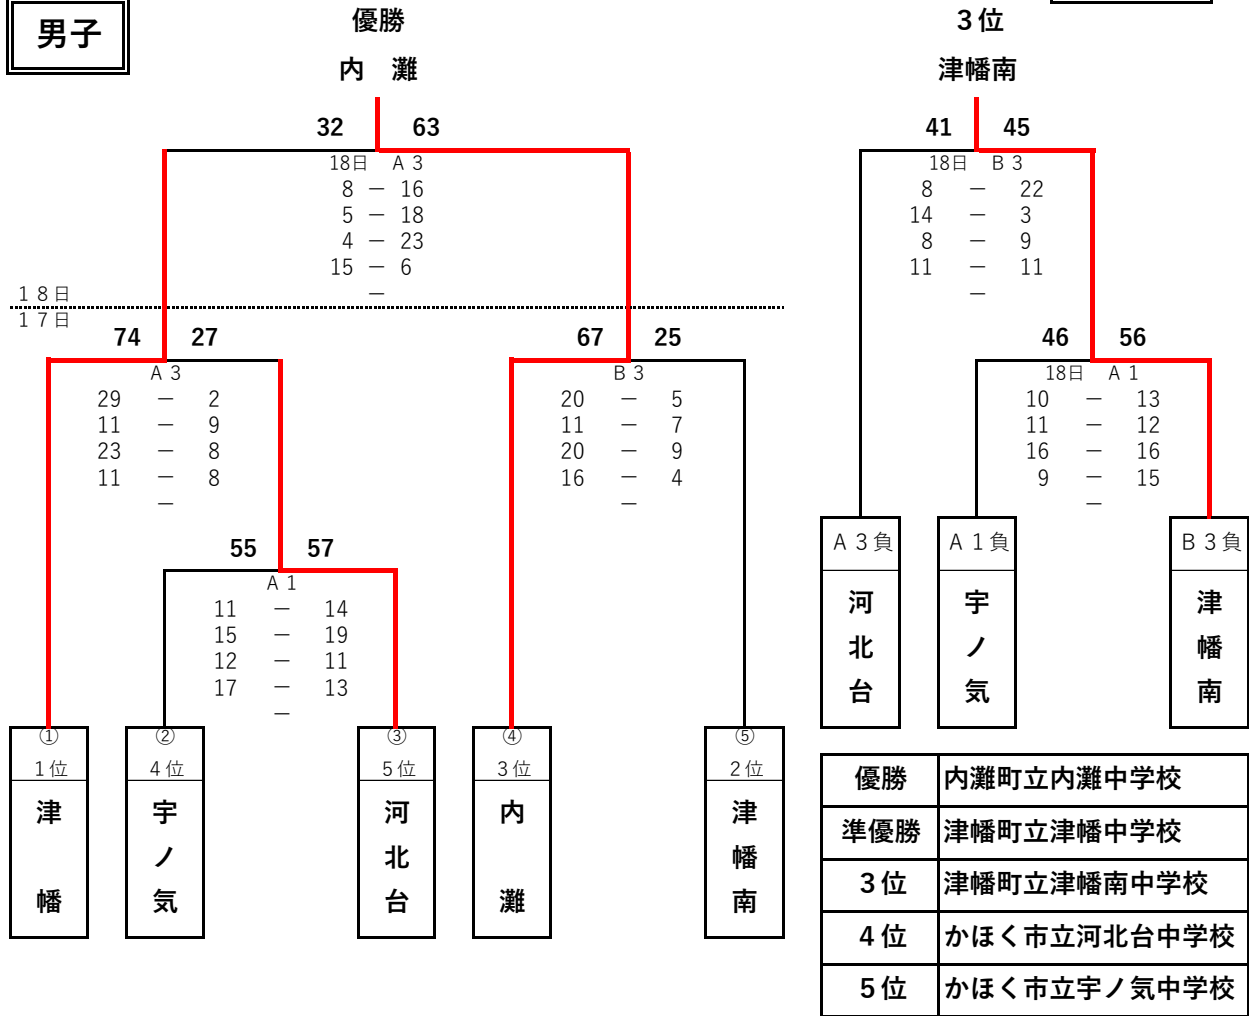 男子
優勝
内　灘
32 63
18日 Ａ３
8 － 16
5 － 18
4 － 23
15 － 6
－
１８日
１７日
74 27
Ａ３
29 － 2
11 － 9
23 － 8
11 － 8
－
67 25
Ｂ３
20 － 5
11 － 7
20 － 9
16 － 4
－
55 57
Ａ１
11 － 14
15 － 19
12 － 11
17 － 13
－
①
１位
津幡
②
４位
宇ノ気
③
５位
河北台
④
３位
内灘
⑤
２位
津幡南
３位
津幡南
41 45
18日 Ｂ３
8 － 22
14 － 3
8 － 9
11 － 11
－
46 56
18日 Ａ１
10 － 13
11 － 12
16 － 16
9 － 15
－
Ａ３負
河北台
Ａ１負
宇ノ気
Ｂ３負
津幡南
優勝 内灘町立内灘中学校
準優勝 津幡町立津幡中学校
３位 津幡町立津幡南中学校
４位 かほく市立河北台中学校
５位 かほく市立宇ノ気中学校